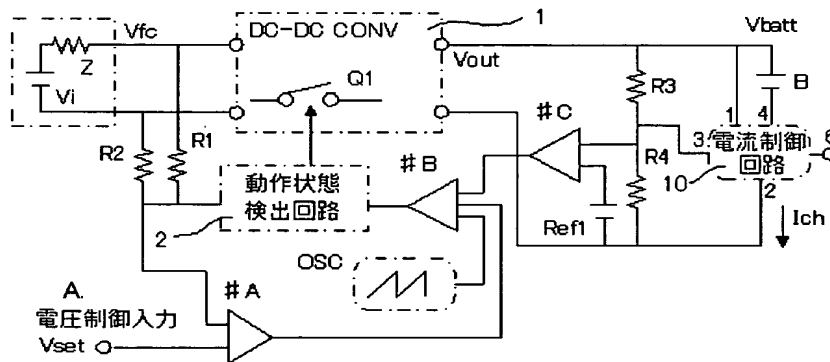 Vfc
DC-DC CONV
1
Vbatt
Z
Vout
Vi
Q1
R3
B
R2
R1
#C
1
4
3
電流制御
回路
6
#B
R4
10
2
動作状態
検出回路
2
Ref1
Ich
OSC
A.
#A
電圧制御入力
Vset